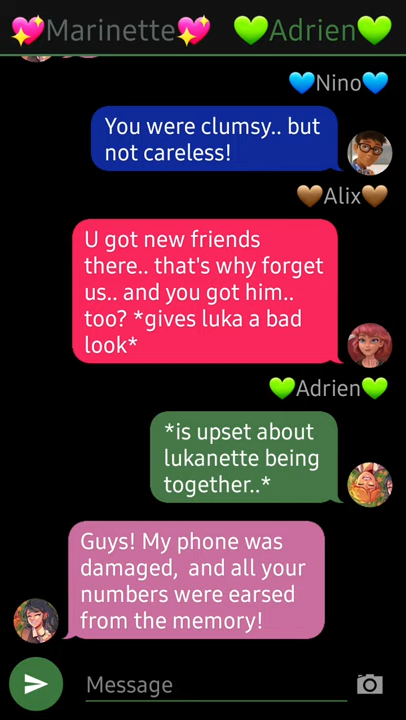 💖Marinette💖 💚Adrien💚
💙Nino💙
You were clumsy.. but
not careless!
🤎Alix🤎
U got new friends
there.. that's why forget
us.. and you got him..
too? *gives luka a bad
look*
💚Adrien💚
*is upset about
lukanette being
together..*
Guys! My phone was
damaged, and all your
numbers were earsed
from the memory!
Message